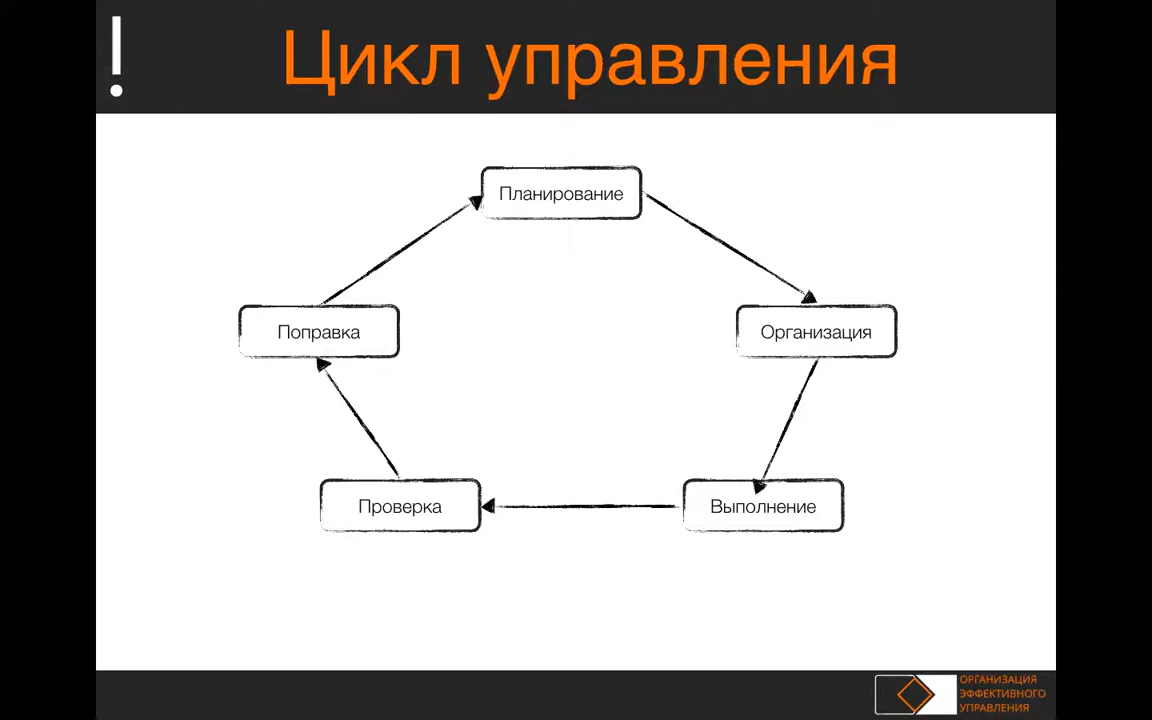 !
Цикл управления
Планирование
Поправка
Организация
Проверка
Выполнение
ОРГАНИЗАЦИЯ
ЭФФЕКТИВНОГО
УПРАВЛЕНИЯ